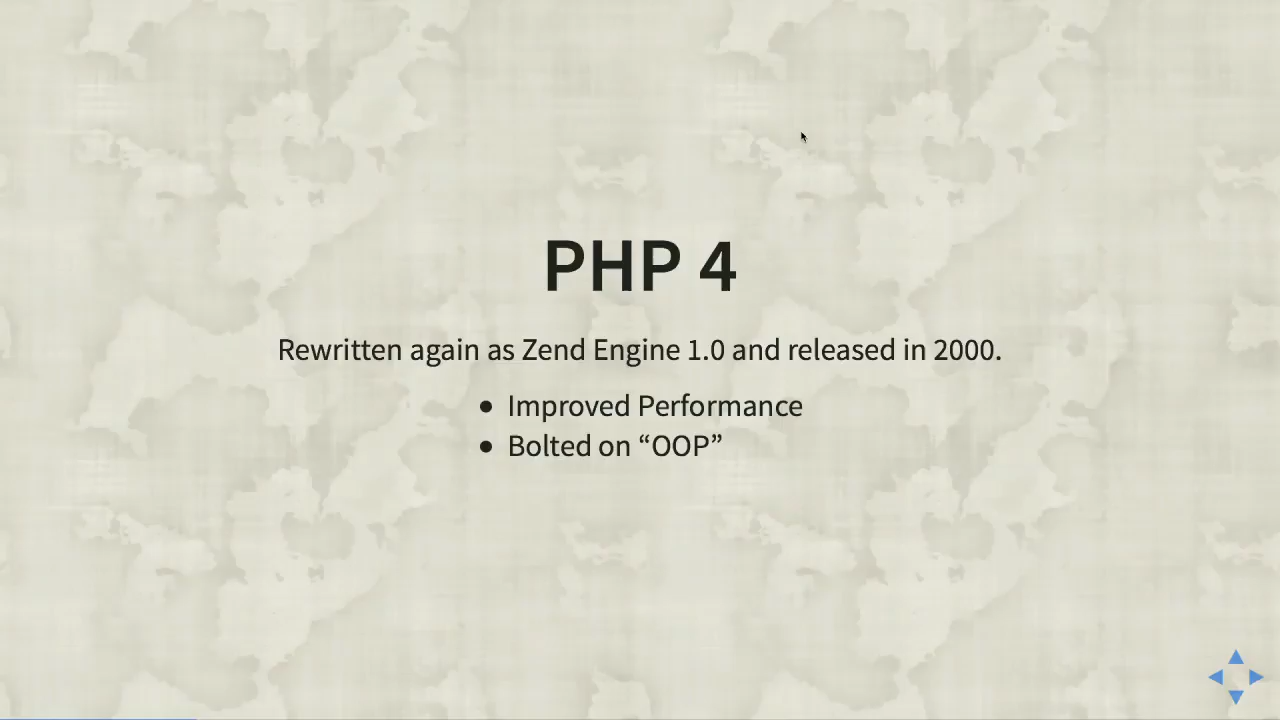 PHP 4
Rewritten again as Zend Engine 1.0 and released in 2000.
• Improved Performance
• Bolted on “OOP”